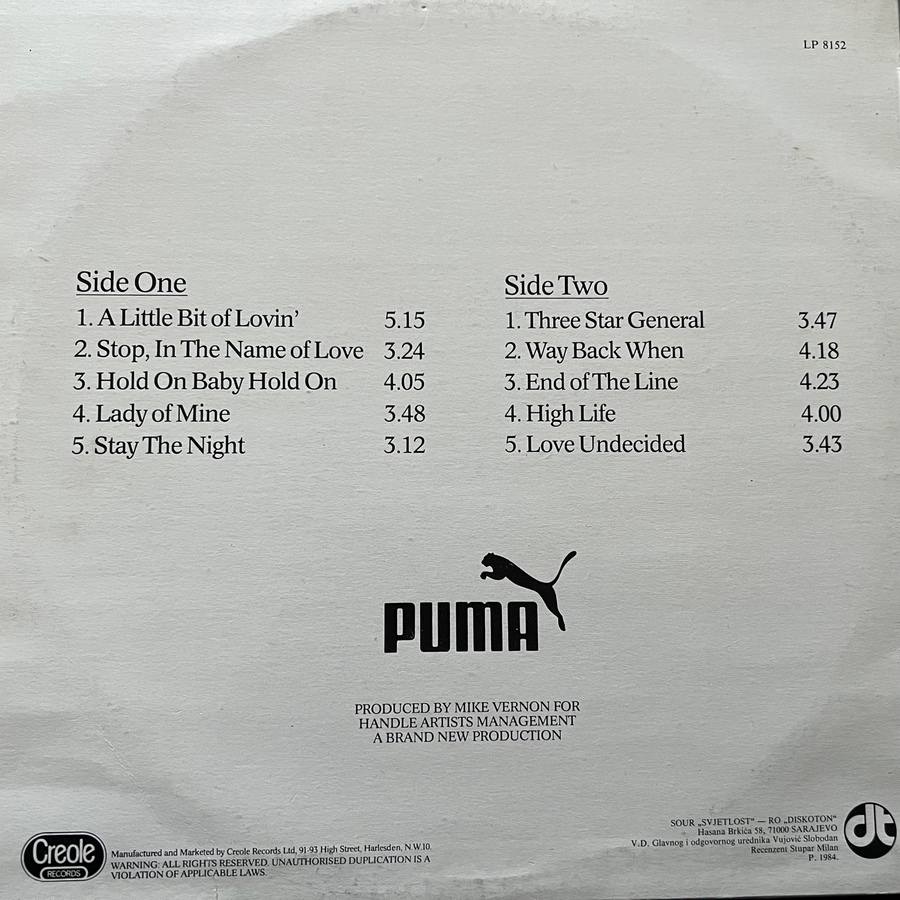 LP 8152
Side One
1. A Little Bit of Lovin' 5.15
2. Stop, In The Name of Love 3.24
3. Hold On Baby Hold On 4.05
4. Lady of Mine 3.48
5. Stay The Night 3.12
Side Two
1. Three Star General 3.47
2. Way Back When 4.18
3. End of The Line 4.23
4. High Life 4.00
5. Love Undecided 3.43
PUMA
PRODUCED BY MIKE VERNON FOR
HANDLE ARTISTS MANAGEMENT
A BRAND NEW PRODUCTION
Creole
RECORDS
Manufactured and Marketed by Creole Records Ltd, 91-93 High Street, Harlesden, N.W.10.
WARNING: ALL RIGHTS RESERVED. UNAUTHORISED DUPLICATION IS A
VIOLATION OF APPLICABLE LAWS.
SOUR „SVJETLOST“ — RO „DISKOTON“
Hasana Brkića 58, 71000 SARAJEVO
V.D. Glavnog i odgovornog urednika Vujović Slobodan
Recenzent Stupar Milan
P. 1984.
dt